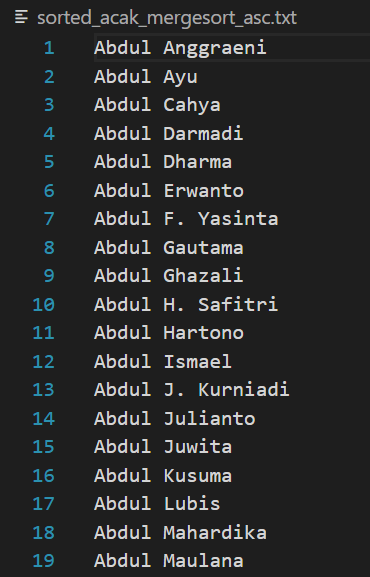 sorted_acak_mergesort_asc.txt
1 Abdul Anggraeni
2 Abdul Ayu
3 Abdul Cahya
4 Abdul Darmadi
5 Abdul Dharma
6 Abdul Erwanto
7 Abdul F. Yasinta
8 Abdul Gautama
9 Abdul Ghazali
10 Abdul H. Safitri
11 Abdul Hartono
12 Abdul Ismael
13 Abdul J. Kurniadi
14 Abdul Julianto
15 Abdul Juwita
16 Abdul Kusuma
17 Abdul Lubis
18 Abdul Mahardika
19 Abdul Maulana